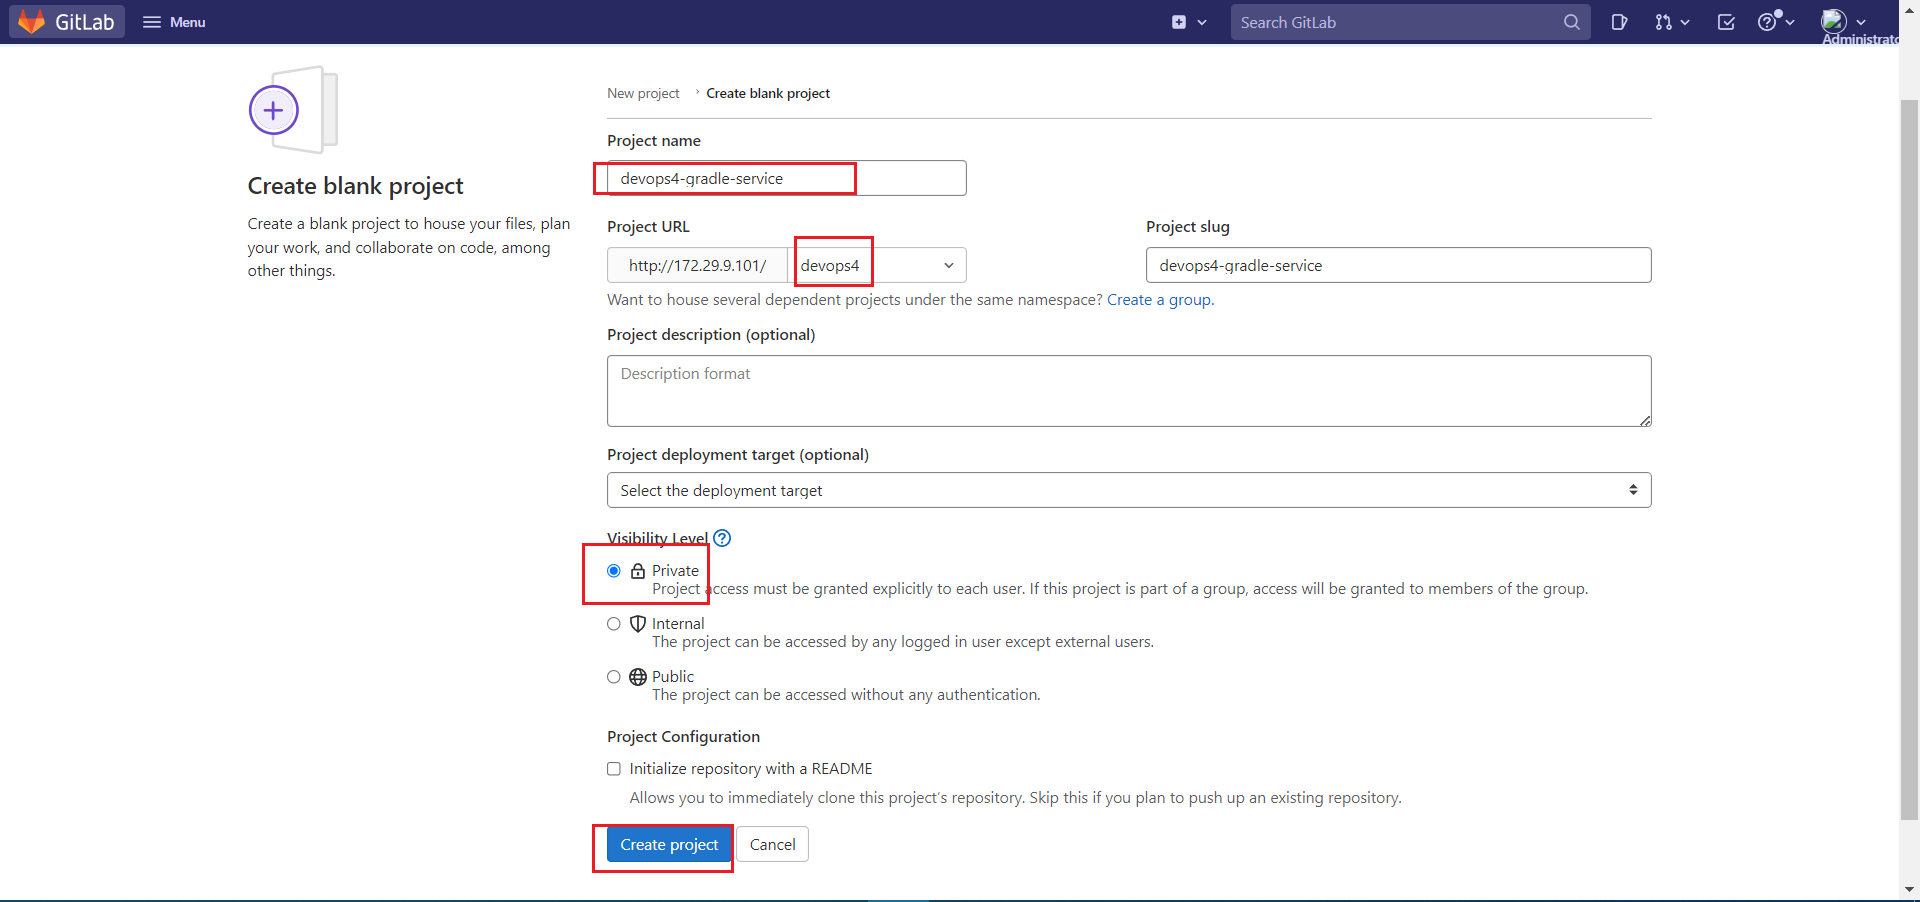 GitLab
Menu
Search GitLab
Administrato
New project › Create blank project
Create blank project
Create a blank project to house your files, plan
your work, and collaborate on code, among
other things.
Project name
devops4-gradle-service
Project URL
Project slug
http://172.29.9.101/
devops4
devops4-gradle-service
Want to house several dependent projects under the same namespace? Create a group.
Project description (optional)
Description format
Project deployment target (optional)
Select the deployment target
Visibility Level
Private
Project access must be granted explicitly to each user. If this project is part of a group, access will be granted to members of the group.
Internal
The project can be accessed by any logged in user except external users.
Public
The project can be accessed without any authentication.
Project Configuration
Initialize repository with a README
Allows you to immediately clone this project’s repository. Skip this if you plan to push up an existing repository.
Create project
Cancel